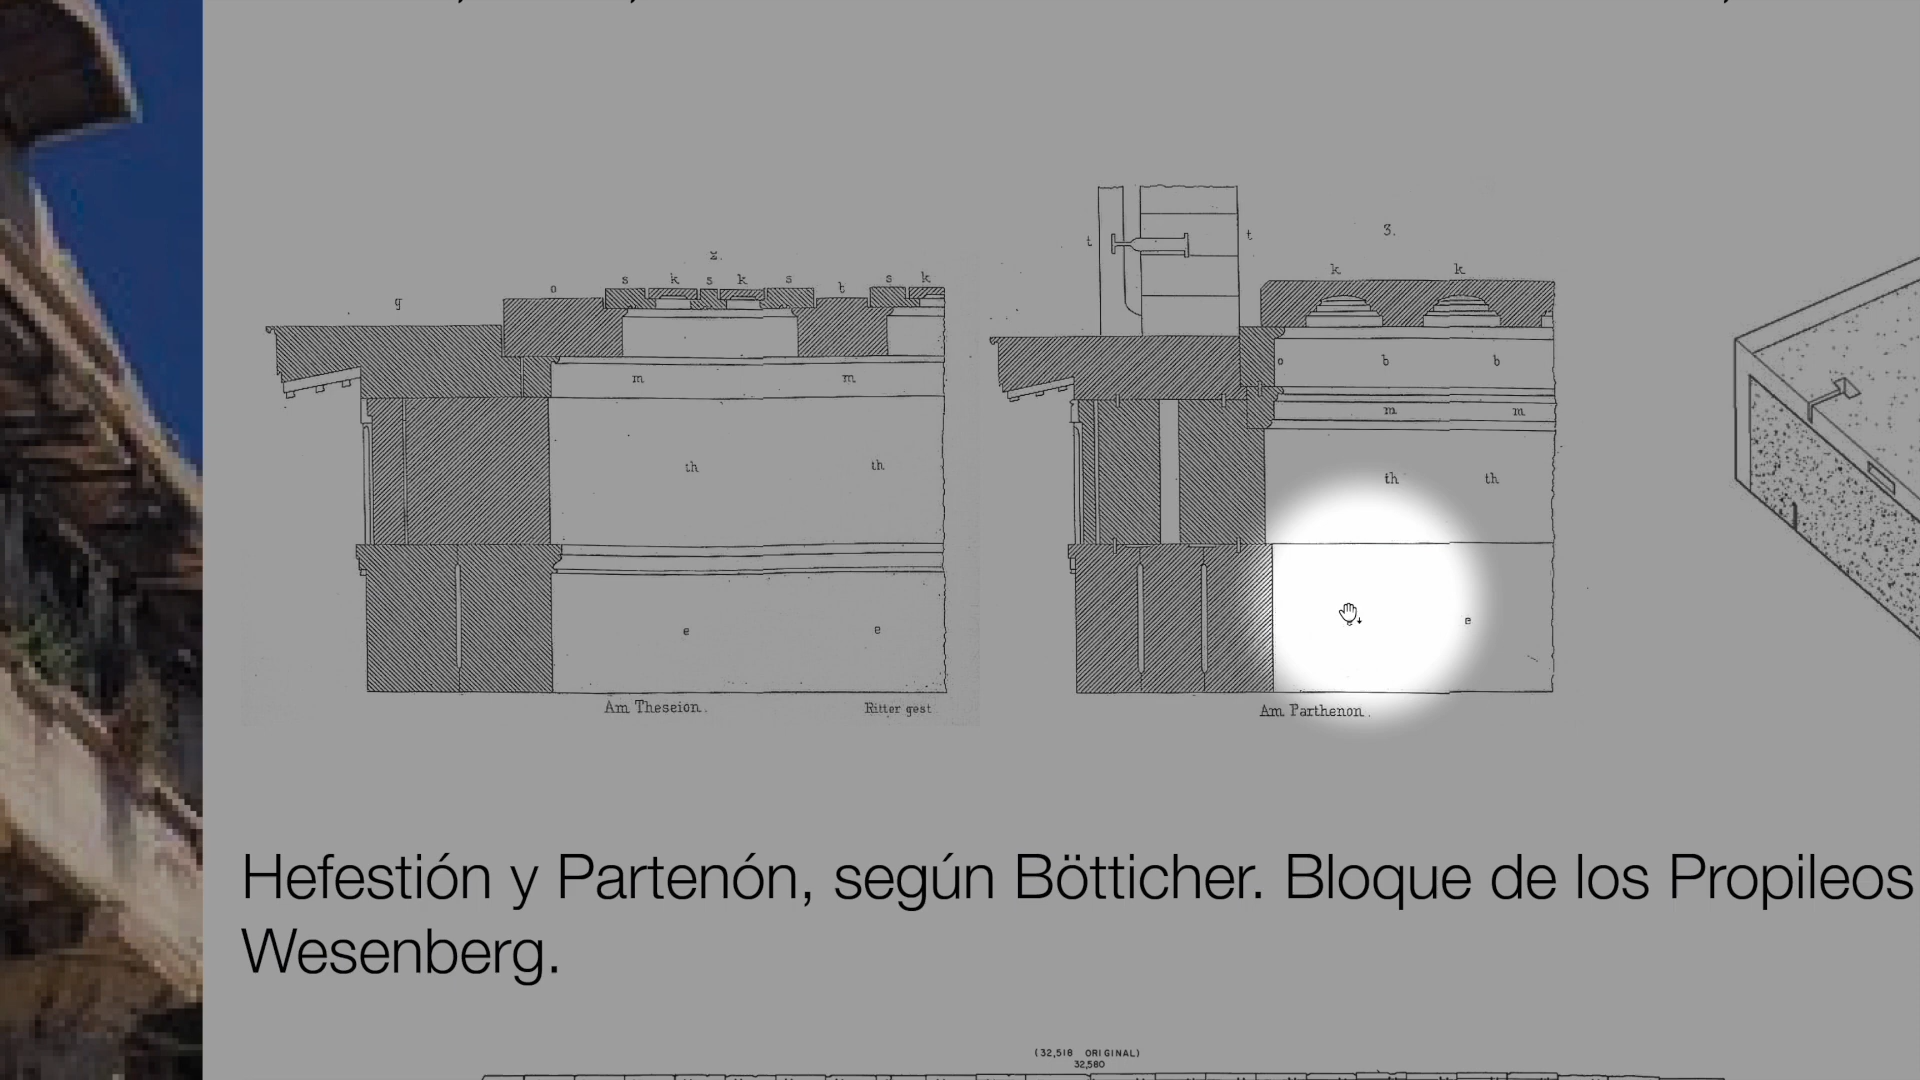 2.
s k s k s t s k
o
g
m m
th th
e e
Am Theseion.
Ritter gest
t t
3.
k k
o b b
m m
th th
e
Am Parthenon.
Hefestión y Partenón, según Bötticher. Bloque de los Propileos
Wesenberg.
(32,518 ORIGINAL)
32,580